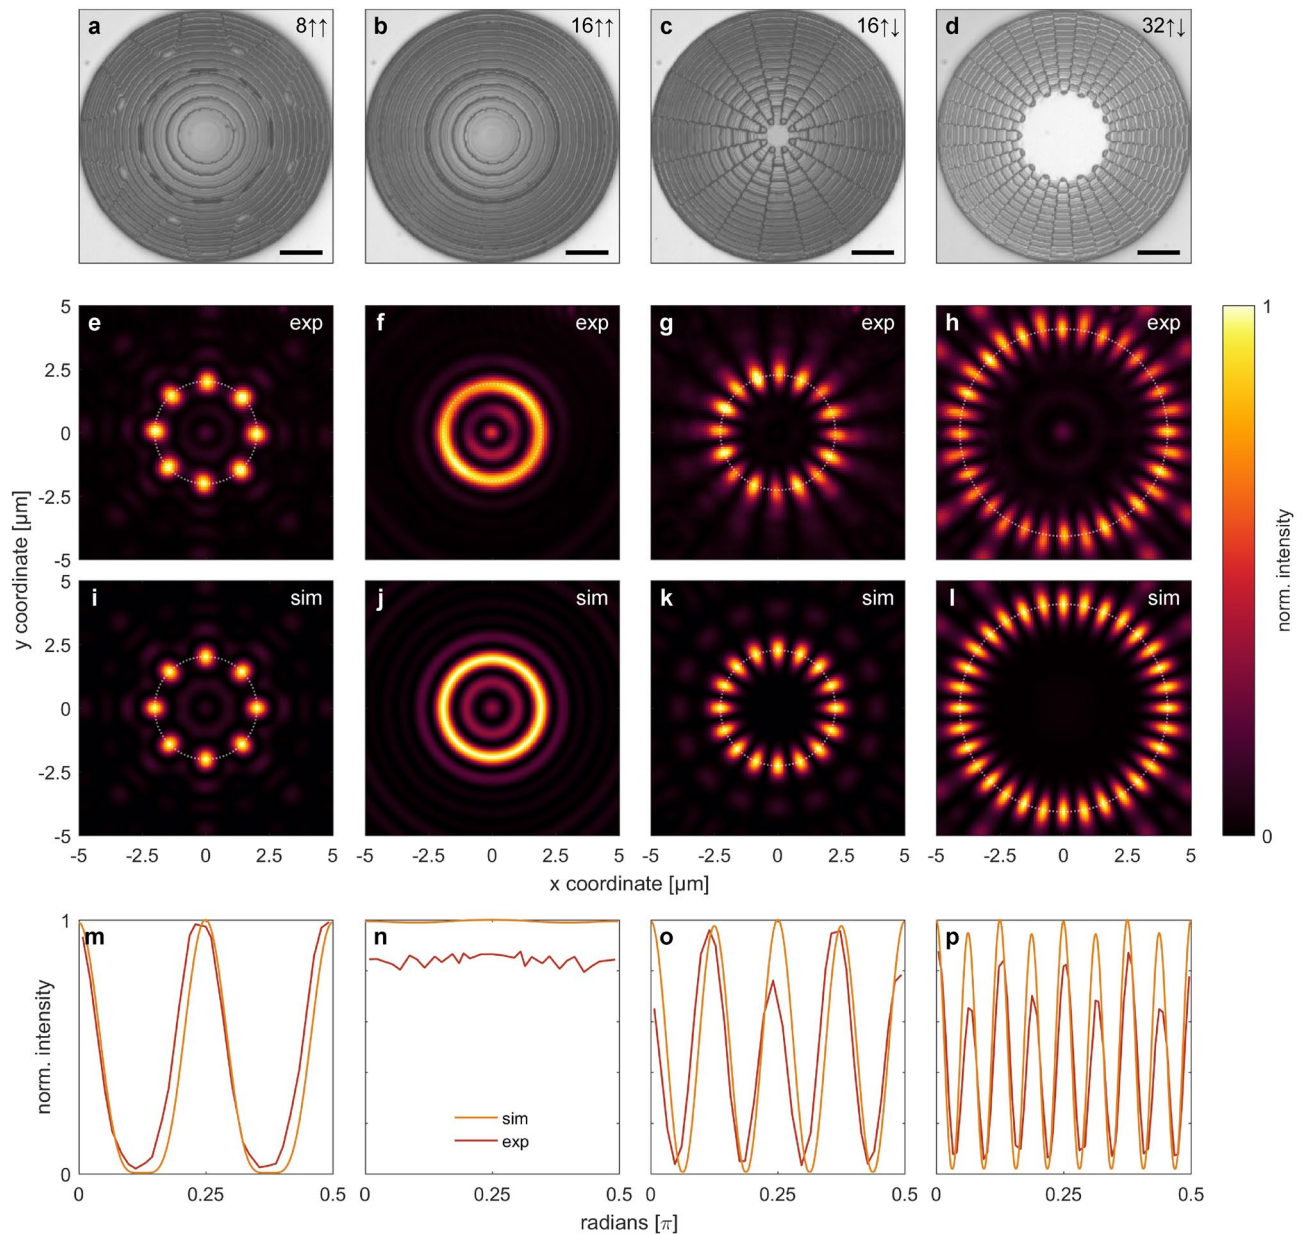 a 8↑↑ b 16↑↑ c 16↑↓ d 32↑↓
5 e exp f exp g exp h exp 1
2.5
0
-2.5
-5
y coordinate [µm]
norm. intensity
5 i sim j sim k sim l sim
2.5
0
-2.5
-5 0
-5 -2.5 0 2.5 5 -2.5 0 2.5 5 -2.5 0 2.5 5 -2.5 0 2.5 5
x coordinate [µm]
1 m n o p
norm. intensity
sim
exp
0
0 0.25 0.5 0 0.25 0.5 0 0.25 0.5 0 0.25 0.5
radians [π]